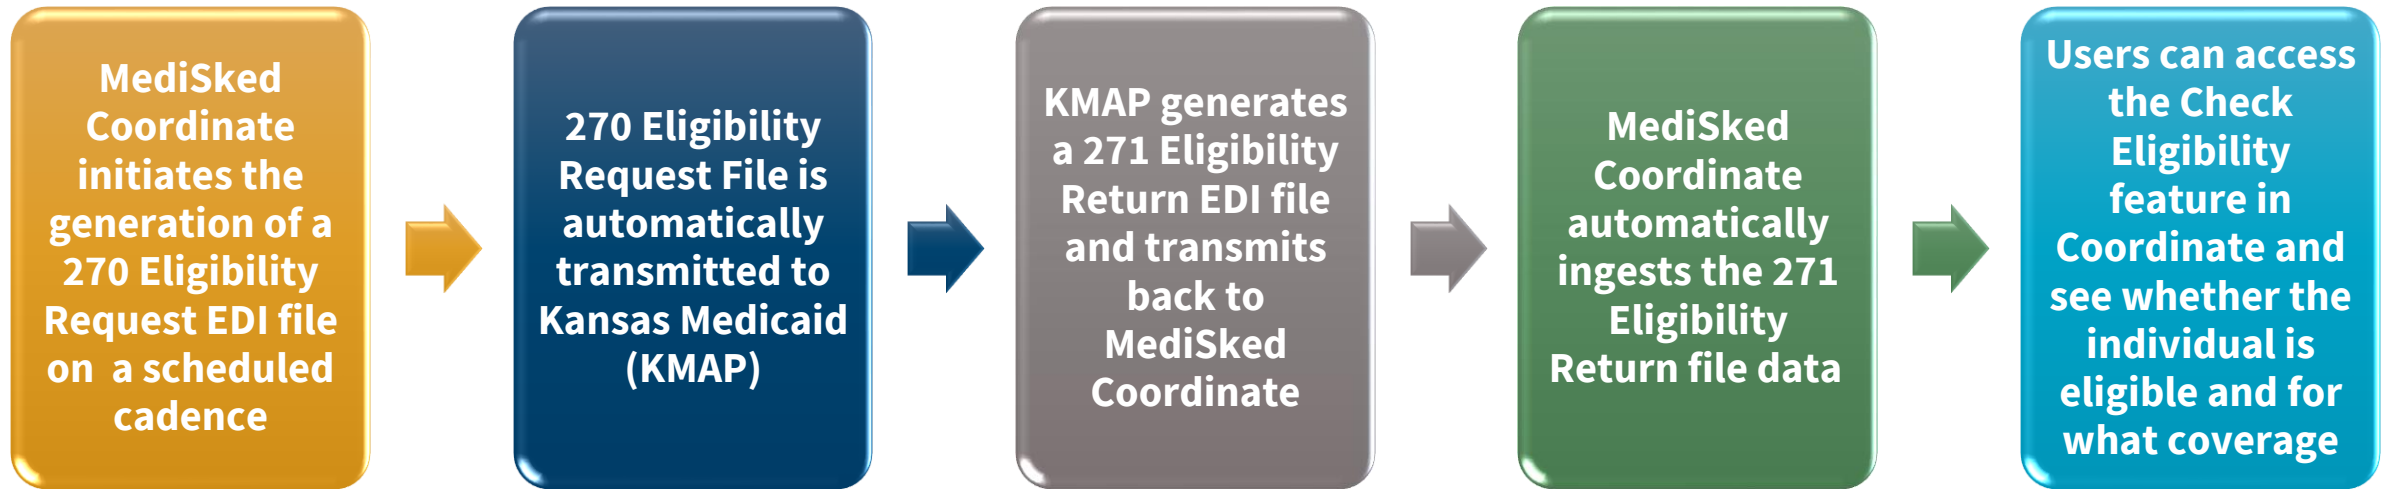 MediSked
Coordinate
initiates the
generation of a
270 Eligibility
Request EDI file
on  a scheduled
cadence
270 Eligibility
Request File is
automatically
transmitted to
Kansas Medicaid
(KMAP)
KMAP generates
a 271 Eligibility
Return EDI file
and transmits
back to
MediSked
Coordinate
MediSked
Coordinate
automatically
ingests the 271
Eligibility
Return file data
Users can access
the Check
Eligibility
feature in
Coordinate and
see whether the
individual is
eligible and for
what coverage